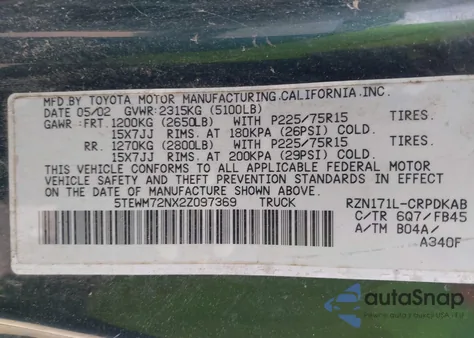 MFD.BY TOYOTA MOTOR MANUFACTURING.CALIFORNIA.INC.
DATE 05/02 GVWR:2315KG (5100LB)
GAWR : FRT.1200KG (2650LB) WITH P225/75R15 TIRES.
15X7JJ RIMS. AT 180KPA (26PSI) COLD.
RR. 1270KG (2800LB) WITH P225/75R15 TIRES.
15X7JJ RIMS. AT 200KPA (29PSI) COLD.
THIS VEHICLE CONFORMS TO ALL APPLICABLE FEDERAL MOTOR
VEHICLE SAFETY AND THEFT PREVENTION STANDARDS IN EFFECT
ON THE DATE OF MANUFACTURE SHOWN ABOVE.
5TEWM72NX2Z097369 TRUCK RZN171L-CRPDKAB
C/TR 6Q7/FB45
A/TM B04A/
A340F
autoSnap